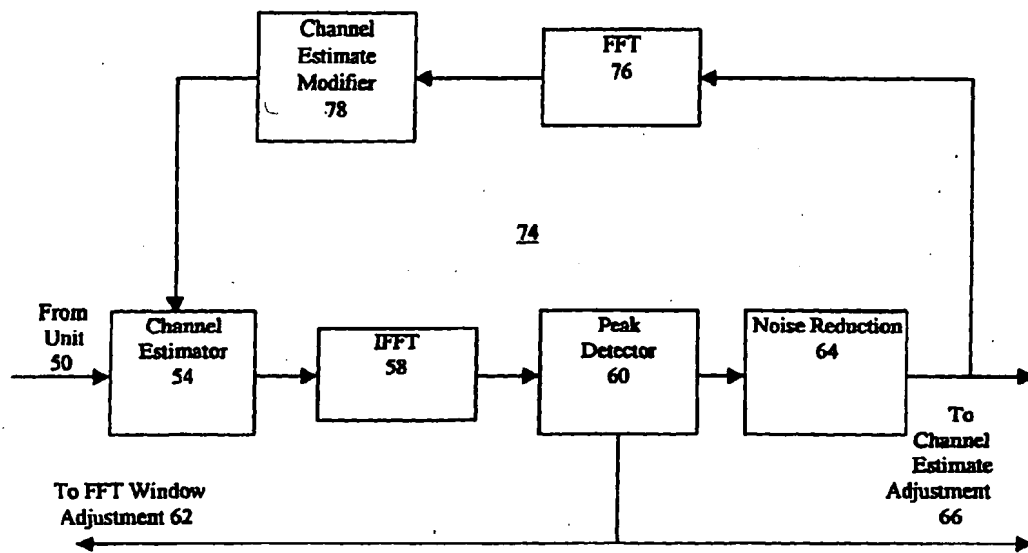 Channel
Estimate
Modifier
78
FFT
76
74
From
Unit
50
Channel
Estimator
54
IFFT
58
Peak
Detector
60
Noise Reduction
64
To
Channel
Estimate
Adjustment
66
To FFT Window
Adjustment 62